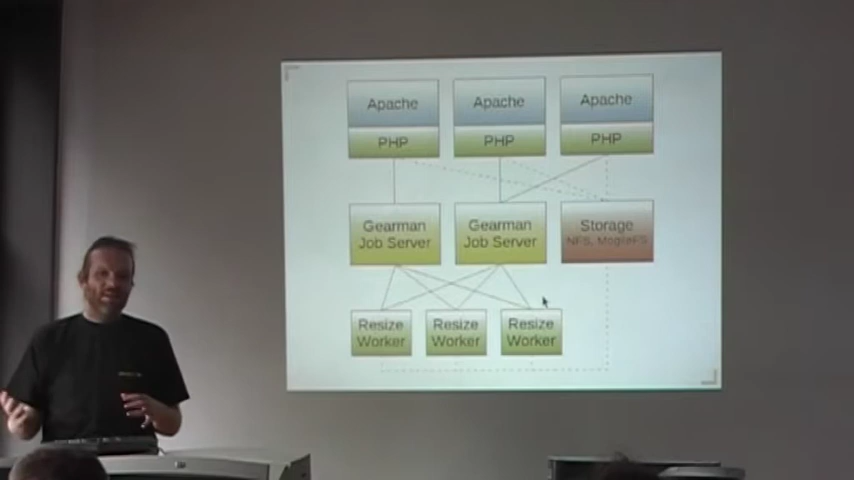 Apache
Apache
Apache
PHP
PHP
PHP
Gearman
Job Server
Gearman
Job Server
Storage
NFS, MogileFS
Resize
Worker
Resize
Worker
Resize
Worker